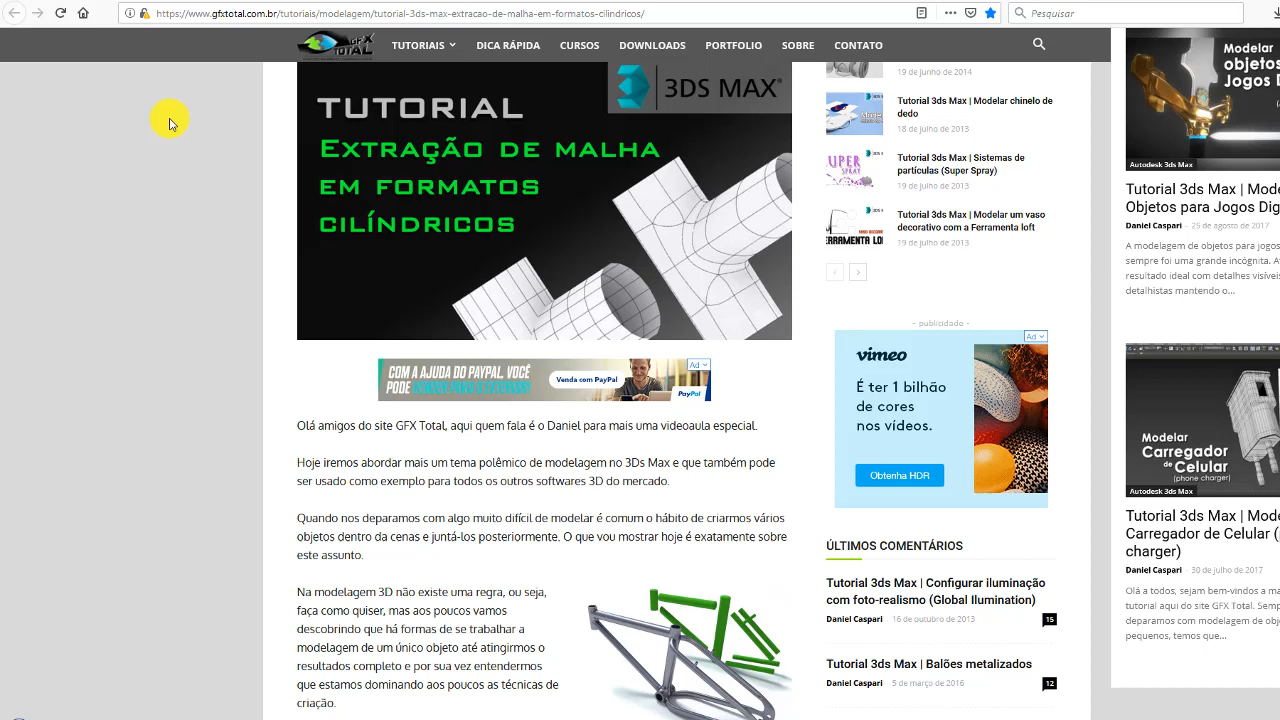 https://www.gfxtotal.com.br/tutoriais/modelagem/tutorial-3ds-max-extracao-de-malha-em-formatos-cilindricos/
Pesquisar
GFX TOTAL
TUTORIAIS
DICA RÁPIDA
CURSOS
DOWNLOADS
PORTFOLIO
SOBRE
CONTATO
3DS MAX
TUTORIAL
EXTRAÇÃO DE MALHA
EM FORMATOS
CILÍNDRICOS
COM A AJUDA DO PAYPAL, VOCÊ
PODE
Venda com PayPal
Ad
PayPal
Olá amigos do site GFX Total, aqui quem fala é o Daniel para mais uma videoaula especial.
Hoje iremos abordar mais um tema polêmico de modelagem no 3Ds Max e que também pode
ser usado como exemplo para todos os outros softwares 3D do mercado.
Quando nos deparamos com algo muito difícil de modelar é comum o hábito de criarmos vários
objetos dentro da cenas e juntá-los posteriormente. O que vou mostrar hoje é exatamente sobre
este assunto.
Na modelagem 3D não existe uma regra, ou seja,
faça como quiser, mas aos poucos vamos
descobrindo que há formas de se trabalhar a
modelagem de um único objeto até atingirmos o
resultados completo e por sua vez entendermos
que estamos dominando aos poucos as técnicas de
criação.
19 de junho de 2014
Tutorial 3ds Max | Modelar chinelo de
dedo
18 de julho de 2013
SUPER
SPRAY
Tutorial 3ds Max | Sistemas de
partículas (Super Spray)
19 de julho de 2013
ERRAMENTA LO
Tutorial 3ds Max | Modelar um vaso
decorativo com a Ferramenta loft
19 de julho de 2013
- publicidade -
Ad
vimeo
É ter 1 bilhão
de cores
nos vídeos.
Obtenha HDR
ÚLTIMOS COMENTÁRIOS
Tutorial 3ds Max | Configurar iluminação
com foto-realismo (Global Ilumination)
Daniel Caspari - 16 de outubro de 2013
15
Tutorial 3ds Max | Balões metalizados
Daniel Caspari - 5 de março de 2016
12
Modelar
objetos
Jogos D
Autodesk 3ds Max
Tutorial 3ds Max | Mode
Objetos para Jogos Digi
Daniel Caspari - 25 de agosto de 2017
A modelagem de objetos para jogos
sempre foi uma grande incógnita. A
resultado ideal com detalhes visíveis
detalhistas mantendo o...
Modelar
Carregador
de Celular
(phone charger)
Autodesk 3ds Max
Tutorial 3ds Max | Mode
Carregador de Celular (
charger)
Daniel Caspari - 30 de julho de 2017
Olá a todos, sejam bem-vindos a ma
tutorial aqui do site GFX Total. Semp
deparamos com modelagem de obj
pequenos, temos que...